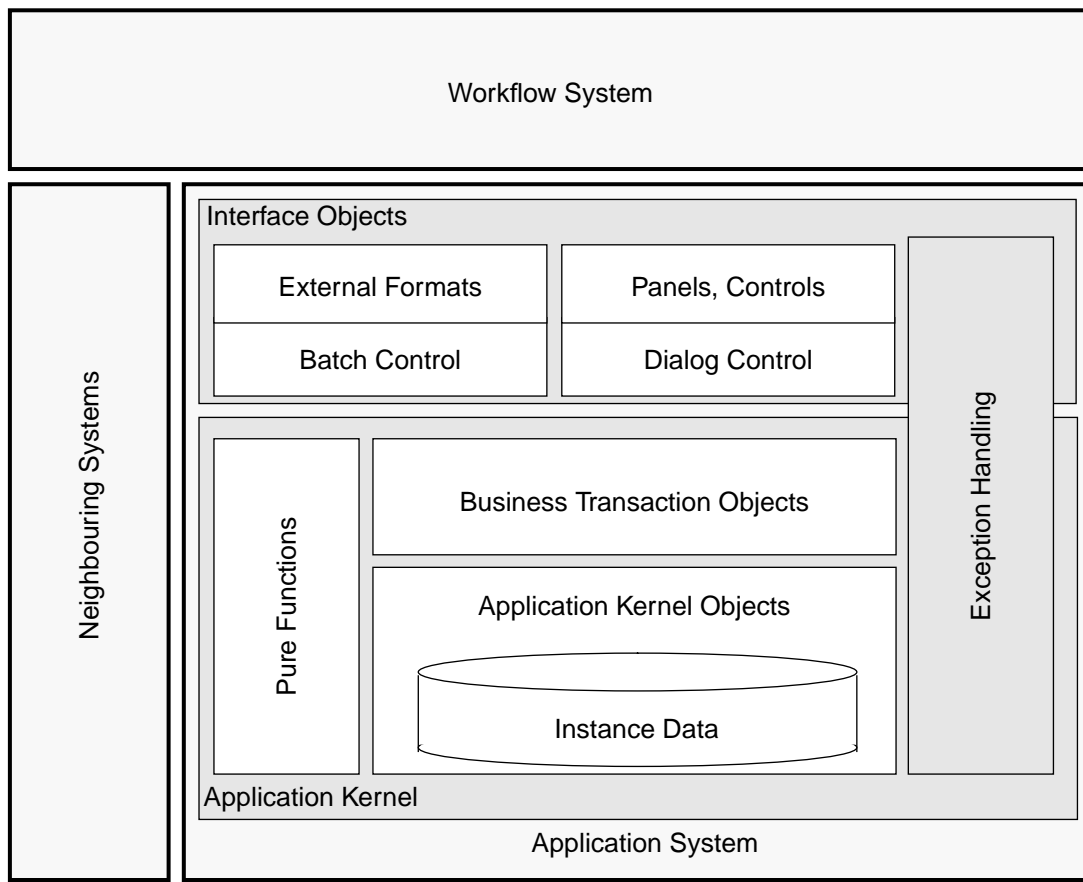 Workflow System
Neighbouring Systems
Interface Objects
External Formats
Panels, Controls
Batch Control
Dialog Control
Exception Handling
Pure Functions
Business Transaction Objects
Application Kernel Objects
Instance Data
Application Kernel
Application System